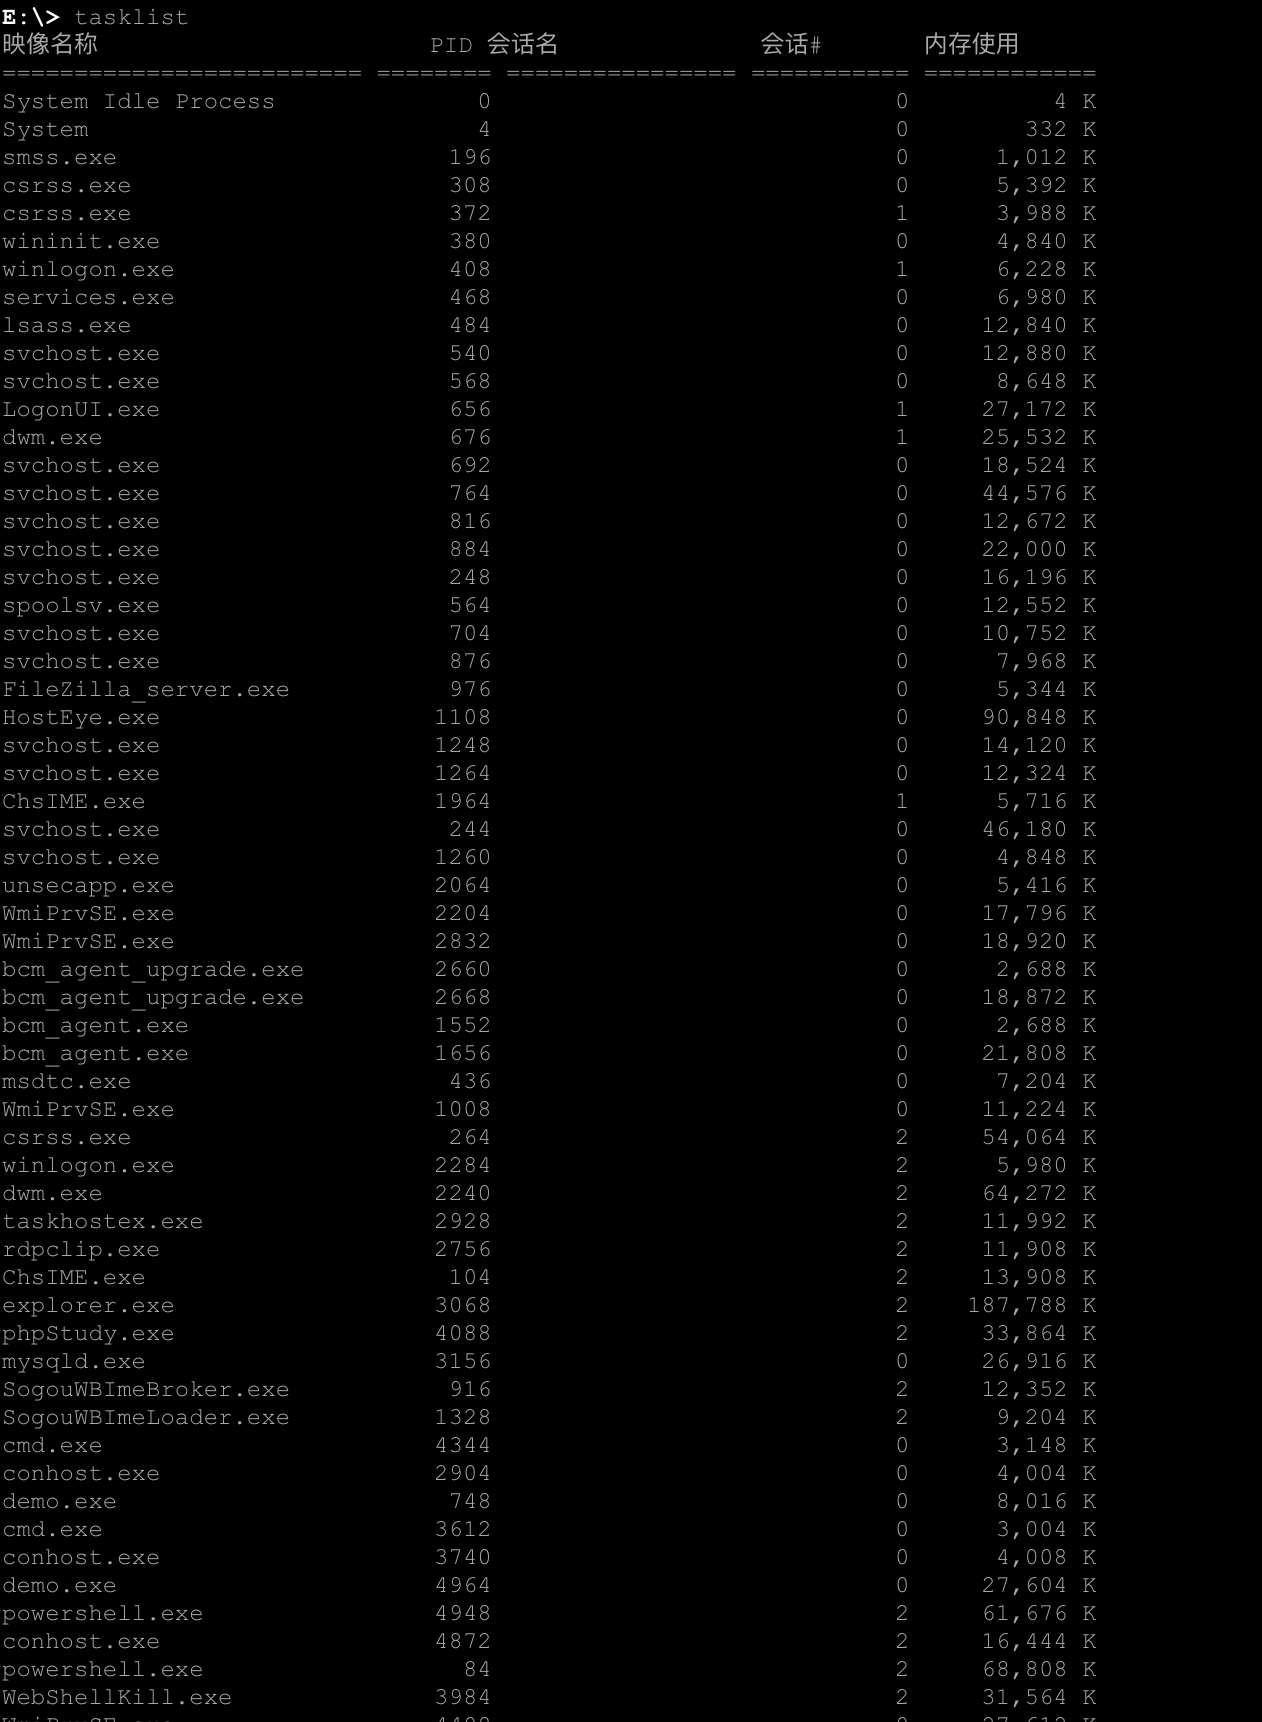 E:\> tasklist
映像名称 PID 会话名 会话# 内存使用
========================= ======== ================ =========== ============
System Idle Process 0 0 4 K
System 4 0 332 K
smss.exe 196 0 1,012 K
csrss.exe 308 0 5,392 K
csrss.exe 372 1 3,988 K
wininit.exe 380 0 4,840 K
winlogon.exe 408 1 6,228 K
services.exe 468 0 6,980 K
lsass.exe 484 0 12,840 K
svchost.exe 540 0 12,880 K
svchost.exe 568 0 8,648 K
LogonUI.exe 656 1 27,172 K
dwm.exe 676 1 25,532 K
svchost.exe 692 0 18,524 K
svchost.exe 764 0 44,576 K
svchost.exe 816 0 12,672 K
svchost.exe 884 0 22,000 K
svchost.exe 248 0 16,196 K
spoolsv.exe 564 0 12,552 K
svchost.exe 704 0 10,752 K
svchost.exe 876 0 7,968 K
FileZilla_server.exe 976 0 5,344 K
HostEye.exe 1108 0 90,848 K
svchost.exe 1248 0 14,120 K
svchost.exe 1264 0 12,324 K
ChsIME.exe 1964 1 5,716 K
svchost.exe 244 0 46,180 K
svchost.exe 1260 0 4,848 K
unsecapp.exe 2064 0 5,416 K
WmiPrvSE.exe 2204 0 17,796 K
WmiPrvSE.exe 2832 0 18,920 K
bcm_agent_upgrade.exe 2660 0 2,688 K
bcm_agent_upgrade.exe 2668 0 18,872 K
bcm_agent.exe 1552 0 2,688 K
bcm_agent.exe 1656 0 21,808 K
msdtc.exe 436 0 7,204 K
WmiPrvSE.exe 1008 0 11,224 K
csrss.exe 264 2 54,064 K
winlogon.exe 2284 2 5,980 K
dwm.exe 2240 2 64,272 K
taskhostex.exe 2928 2 11,992 K
rdpclip.exe 2756 2 11,908 K
ChsIME.exe 104 2 13,908 K
explorer.exe 3068 2 187,788 K
phpStudy.exe 4088 2 33,864 K
mysqld.exe 3156 0 26,916 K
SogouWBImeBroker.exe 916 2 12,352 K
SogouWBImeLoader.exe 1328 2 9,204 K
cmd.exe 4344 0 3,148 K
conhost.exe 2904 0 4,004 K
demo.exe 748 0 8,016 K
cmd.exe 3612 0 3,004 K
conhost.exe 3740 0 4,008 K
demo.exe 4964 0 27,604 K
powershell.exe 4948 2 61,676 K
conhost.exe 4872 2 16,444 K
powershell.exe 84 2 68,808 K
WebShellKill.exe 3984 2 31,564 K